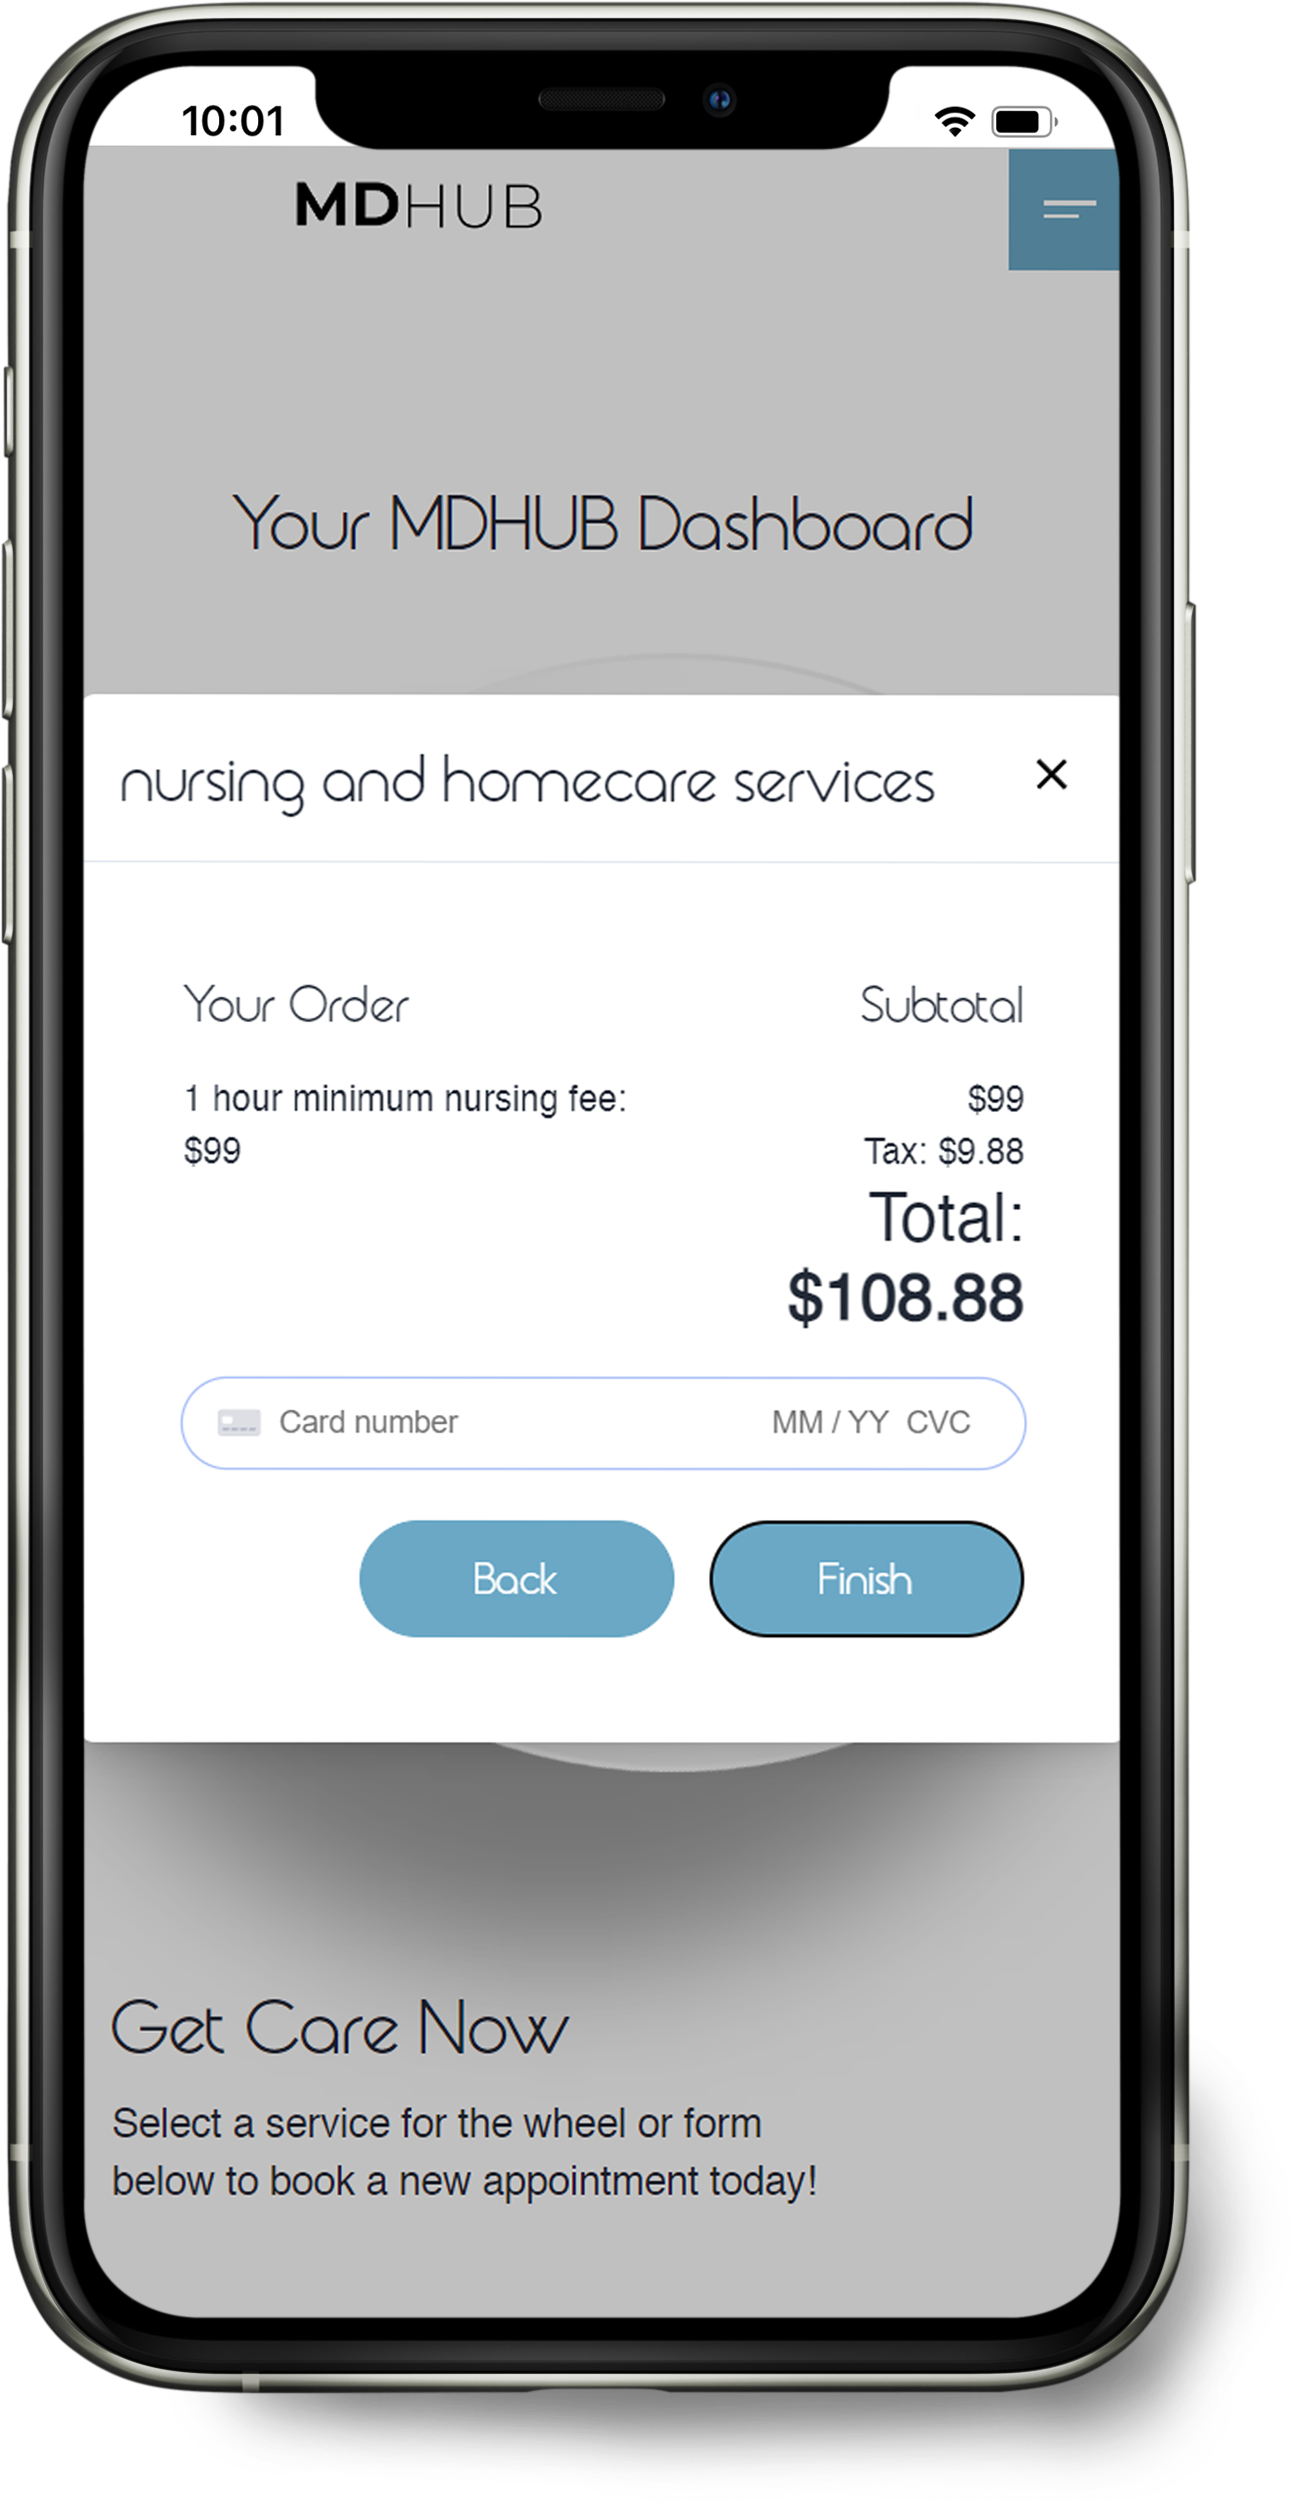 10:01
MDHUB
Your MDHUB Dashboard
nursing and homecare services
Your Order
Subtotal
1 hour minimum nursing fee:
$99
$99
Tax: $9.88
Total:
$108.88
Card number
MM / YY CVC
Back
Finish
Get Care Now
Select a service for the wheel or form
below to book a new appointment today!